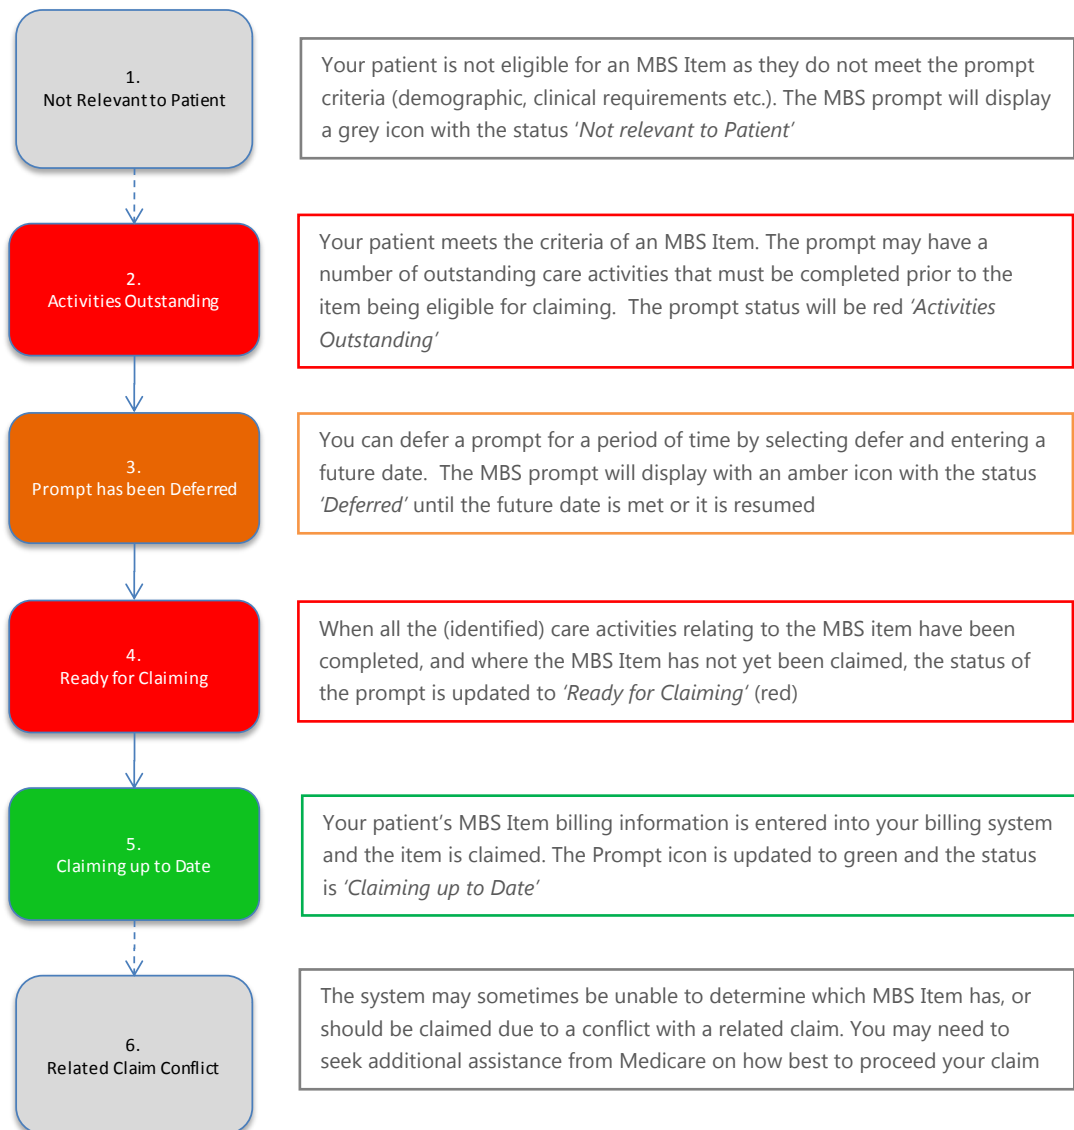 1.
Not Relevant to Patient
Your patient is not eligible for an MBS Item as they do not meet the prompt
criteria (demographic, clinical requirements etc.). The MBS prompt will display
a grey icon with the status ‘Not relevant to Patient’
2.
Activities Outstanding
Your patient meets the criteria of an MBS Item. The prompt may have a
number of outstanding care activities that must be completed prior to the
item being eligible for claiming.  The prompt status will be red ‘Activities
Outstanding’
3.
Prompt has been Deferred
You can defer a prompt for a period of time by selecting defer and entering a
future date.  The MBS prompt will display with an amber icon with the status
‘Deferred’ until the future date is met or it is resumed
4.
Ready for Claiming
When all the (identified) care activities relating to the MBS item have been
completed, and where the MBS Item has not yet been claimed, the status of
the prompt is updated to ‘Ready for Claiming’ (red)
5.
Claiming up to Date
Your patient’s MBS Item billing information is entered into your billing system
and the item is claimed. The Prompt icon is updated to green and the status
is ‘Claiming up to Date’
6.
Related Claim Conflict
The system may sometimes be unable to determine which MBS Item has, or
should be claimed due to a conflict with a related claim. You may need to
seek additional assistance from Medicare on how best to proceed your claim